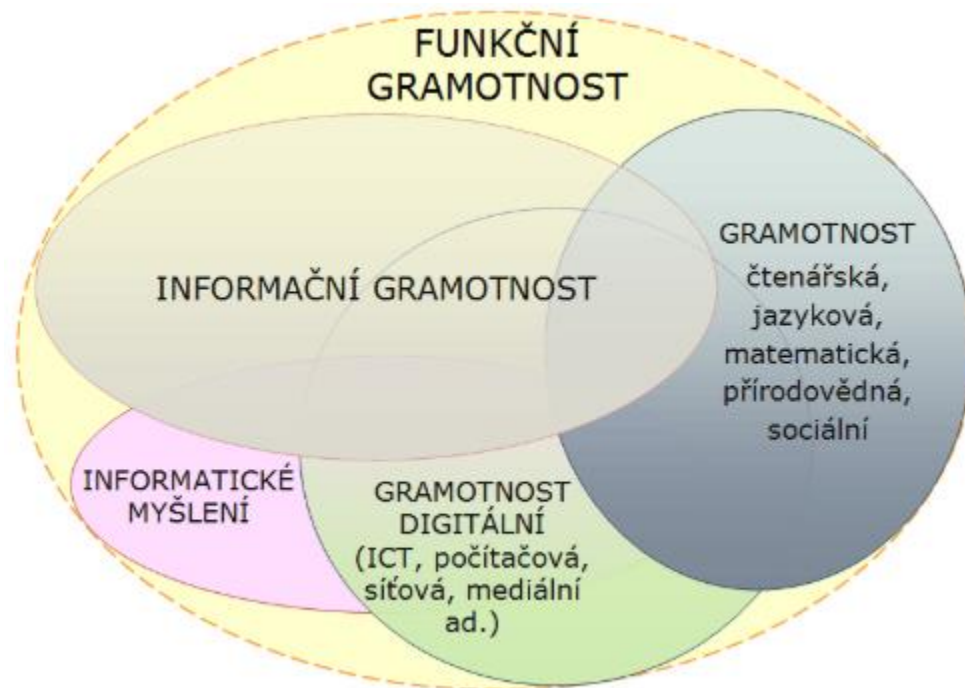 FUNKČNÍ
GRAMOTNOST
INFORMAČNÍ GRAMOTNOST
GRAMOTNOST
čtenářská,
jazyková,
matematická,
přírodovědná,
sociální
INFORMATICKÉ
MYŠLENÍ
GRAMOTNOST
DIGITÁLNÍ
(ICT, počítačová,
síťová, mediální
ad.)